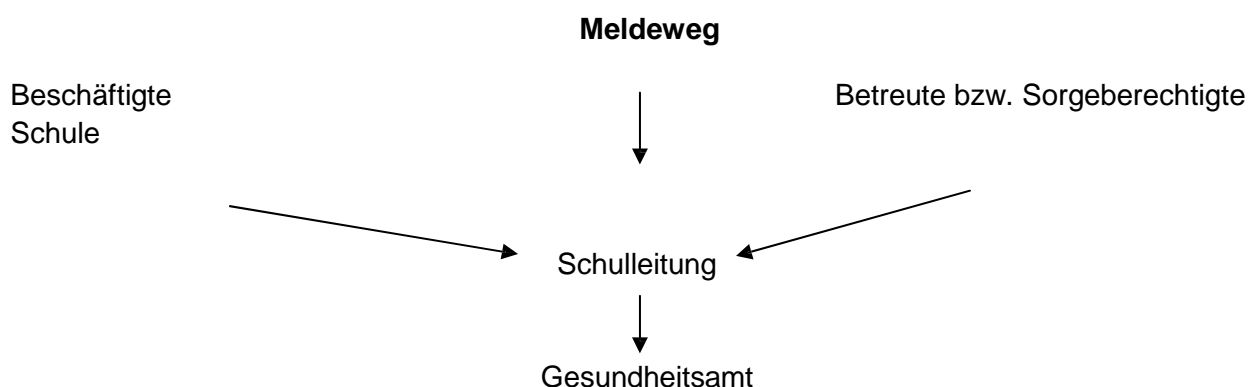 Meldeweg
Beschäftigte
Schule
Betreute bzw. Sorgeberechtigte
Schulleitung
Gesundheitsamt